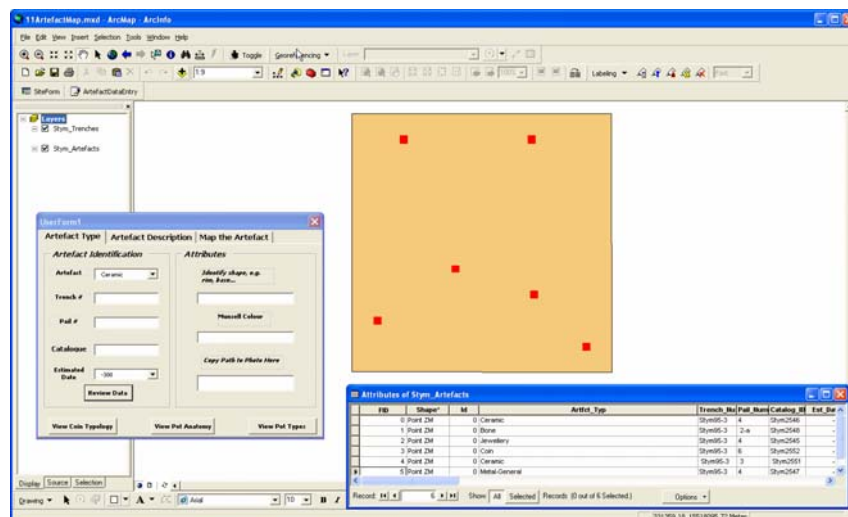 11ArtefactMap.mxd - ArcMap - ArcInfo
File Edit View Insert Selection Tools Window Help
Toggle Georeferencing Layer
1:9 Labeling
SiteForm ArtefactDataEntry
Layers
Stym_Trenches
Stym_Artefacts
UserForm1
Artefact Type Artefact Description Map the Artefact
Artefact Identification Attributes
Artefact Ceramic Identify shape, e.g. rim, base...
Trench #
Pail # Munsell Colour
Catalogue Copy Path to Photo Here
Estimated Date -300
Review Data
View Coin Typology View Pot Anatomy View Pot Types
Attributes of Stym_Artefacts
FID Shape* Id Artfct_Typ Trench_Nu Pail_Num Catalog_ID Est_Da
0 Point ZM 0 Ceramic Stym95-3 4 Stym2546
1 Point ZM 0 Bone Stym95-3 2-a Stym2548
2 Point ZM 0 Jewellery Stym95-3 4 Stym2545
3 Point ZM 0 Coin Stym95-3 6 Stym2552
4 Point ZM 0 Ceramic Stym95-3 3 Stym2551
5 Point ZM 0 Metal-General Stym95-3 4 Stym2547
Record: 6 Show: All Selected Records (0 out of 6 Selected.) Options
Display Source Selection
Drawing A Arial 10 B I